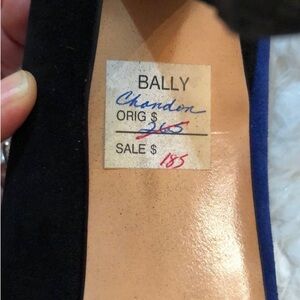 BALLY
Chandon
ORIG $ 265
SALE $ 185